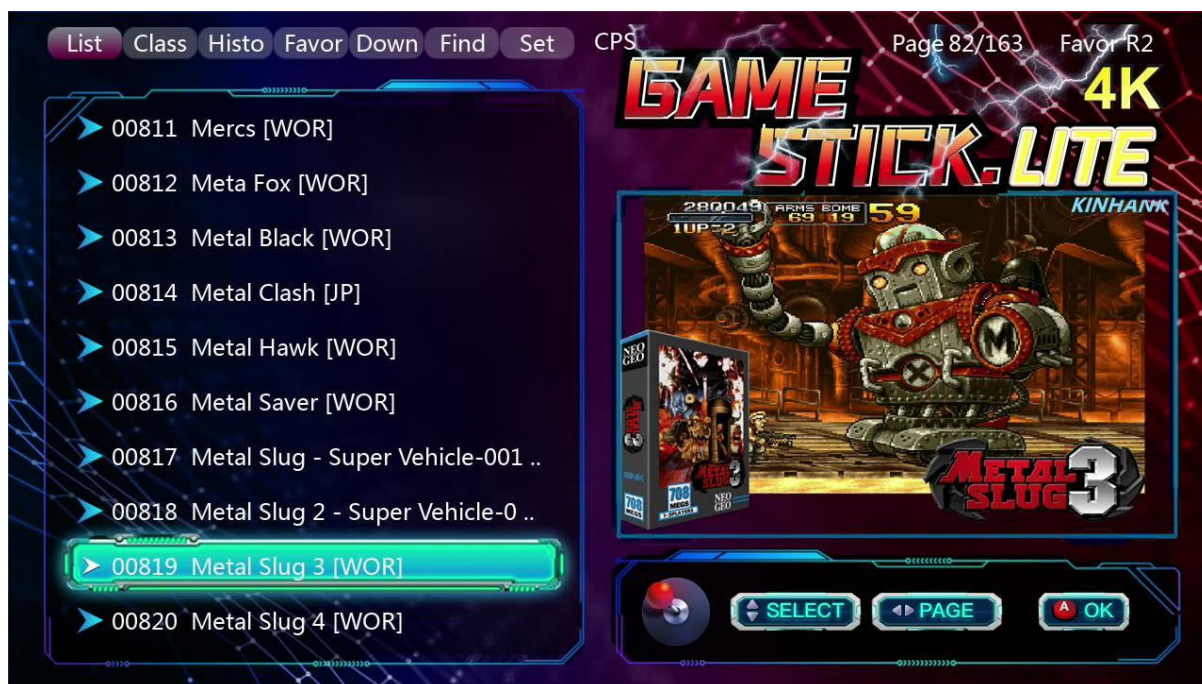 List Class Histo Favor Down Find Set CPS Page 82/163 Favor R2
GAME
STICK.LITE
4K
KINHANK
00811 Mercs [WOR]
00812 Meta Fox [WOR]
00813 Metal Black [WOR]
00814 Metal Clash [JP]
00815 Metal Hawk [WOR]
00816 Metal Saver [WOR]
00817 Metal Slug - Super Vehicle-001 ..
00818 Metal Slug 2 - Super Vehicle-0 ..
00819 Metal Slug 3 [WOR]
00820 Metal Slug 4 [WOR]
280049 ARMS BOMB 59
69 19
1UP=2
M
NEO
GEO
METAL
SLUG 3
708
MEGS
708
MEGS
NEO
GEO
METAL
SLUG 3
SELECT PAGE A OK